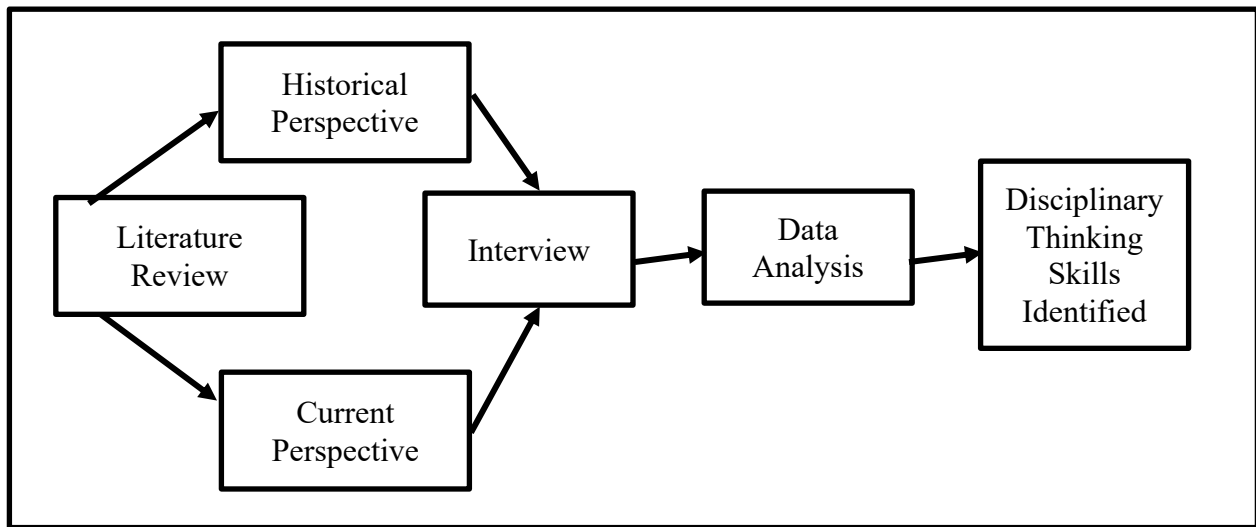 Historical
Perspective
Literature
Review
Current
Perspective
Interview
Data
Analysis
Disciplinary
Thinking
Skills
Identified